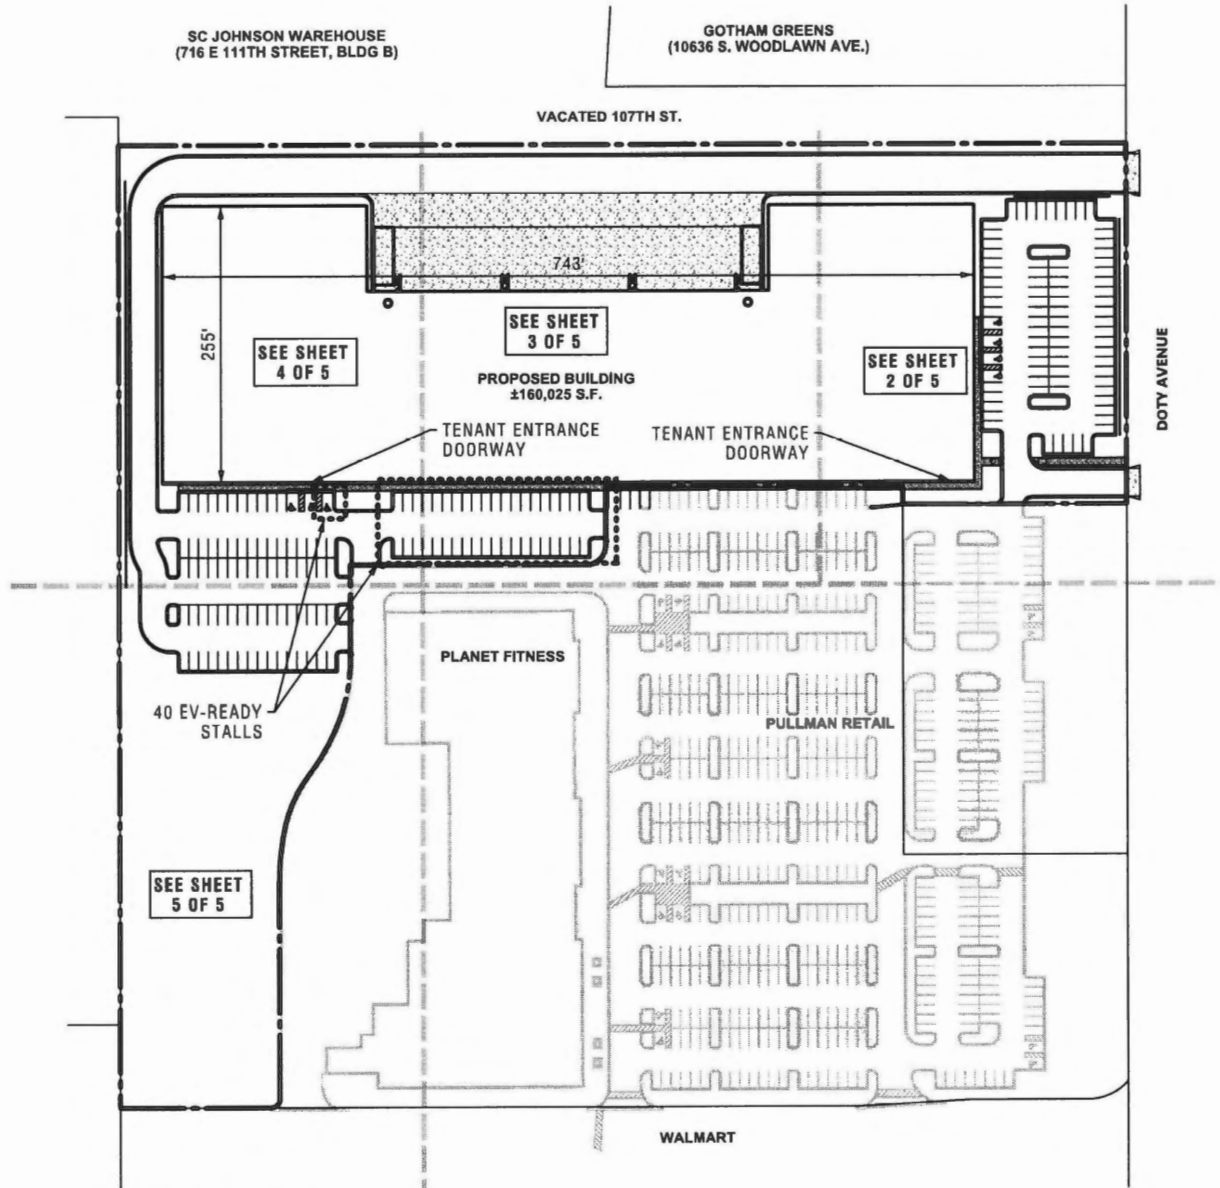 SC JOHNSON WAREHOUSE
(716 E 111TH STREET, BLDG B)
GOTHAM GREENS
(10636 S. WOODLAWN AVE.)
VACATED 107TH ST.
743'
255'
SEE SHEET
3 OF 5
SEE SHEET
4 OF 5
SEE SHEET
2 OF 5
PROPOSED BUILDING
±160,025 S.F.
DOTY AVENUE
TENANT ENTRANCE
DOORWAY
TENANT ENTRANCE
DOORWAY
PLANET FITNESS
40 EV-READY
STALLS
PULLMAN RETAIL
SEE SHEET
5 OF 5
WALMART